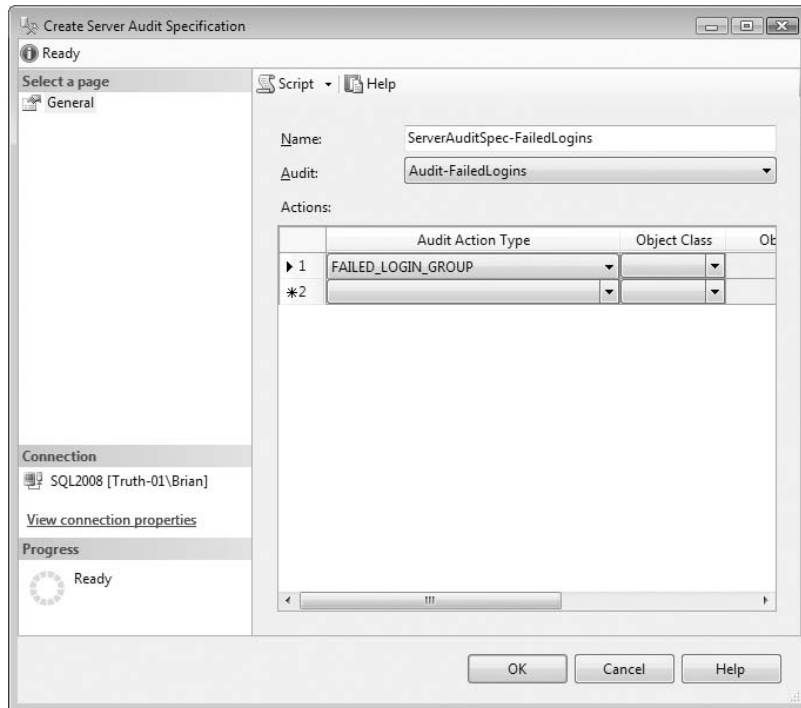 Create Server Audit Specification
Ready
Select a page
General
Script
Help
Name:
ServerAuditSpec-FailedLogins
Audit:
Audit-FailedLogins
Actions:
Audit Action Type
Object Class
Ob
1
FAILED_LOGIN_GROUP
*2
Connection
SQL2008 [Truth-01\Brian]
View connection properties
Progress
Ready
OK
Cancel
Help